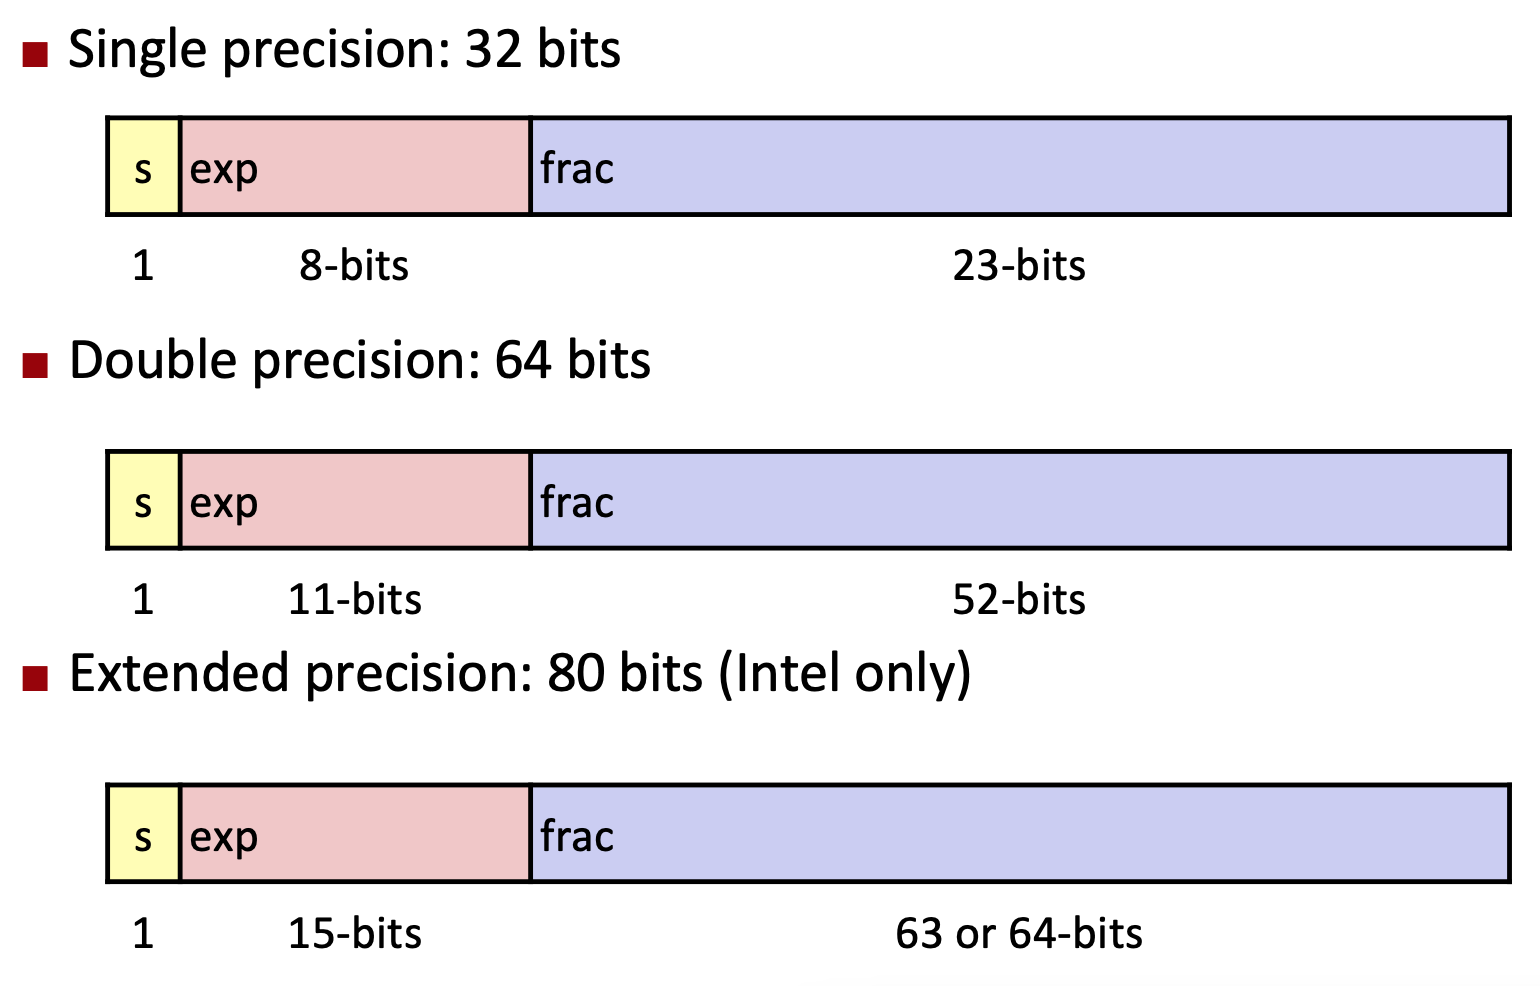 Single precision: 32 bits
s exp frac
1 8-bits 23-bits
Double precision: 64 bits
s exp frac
1 11-bits 52-bits
Extended precision: 80 bits (Intel only)
s exp frac
1 15-bits 63 or 64-bits